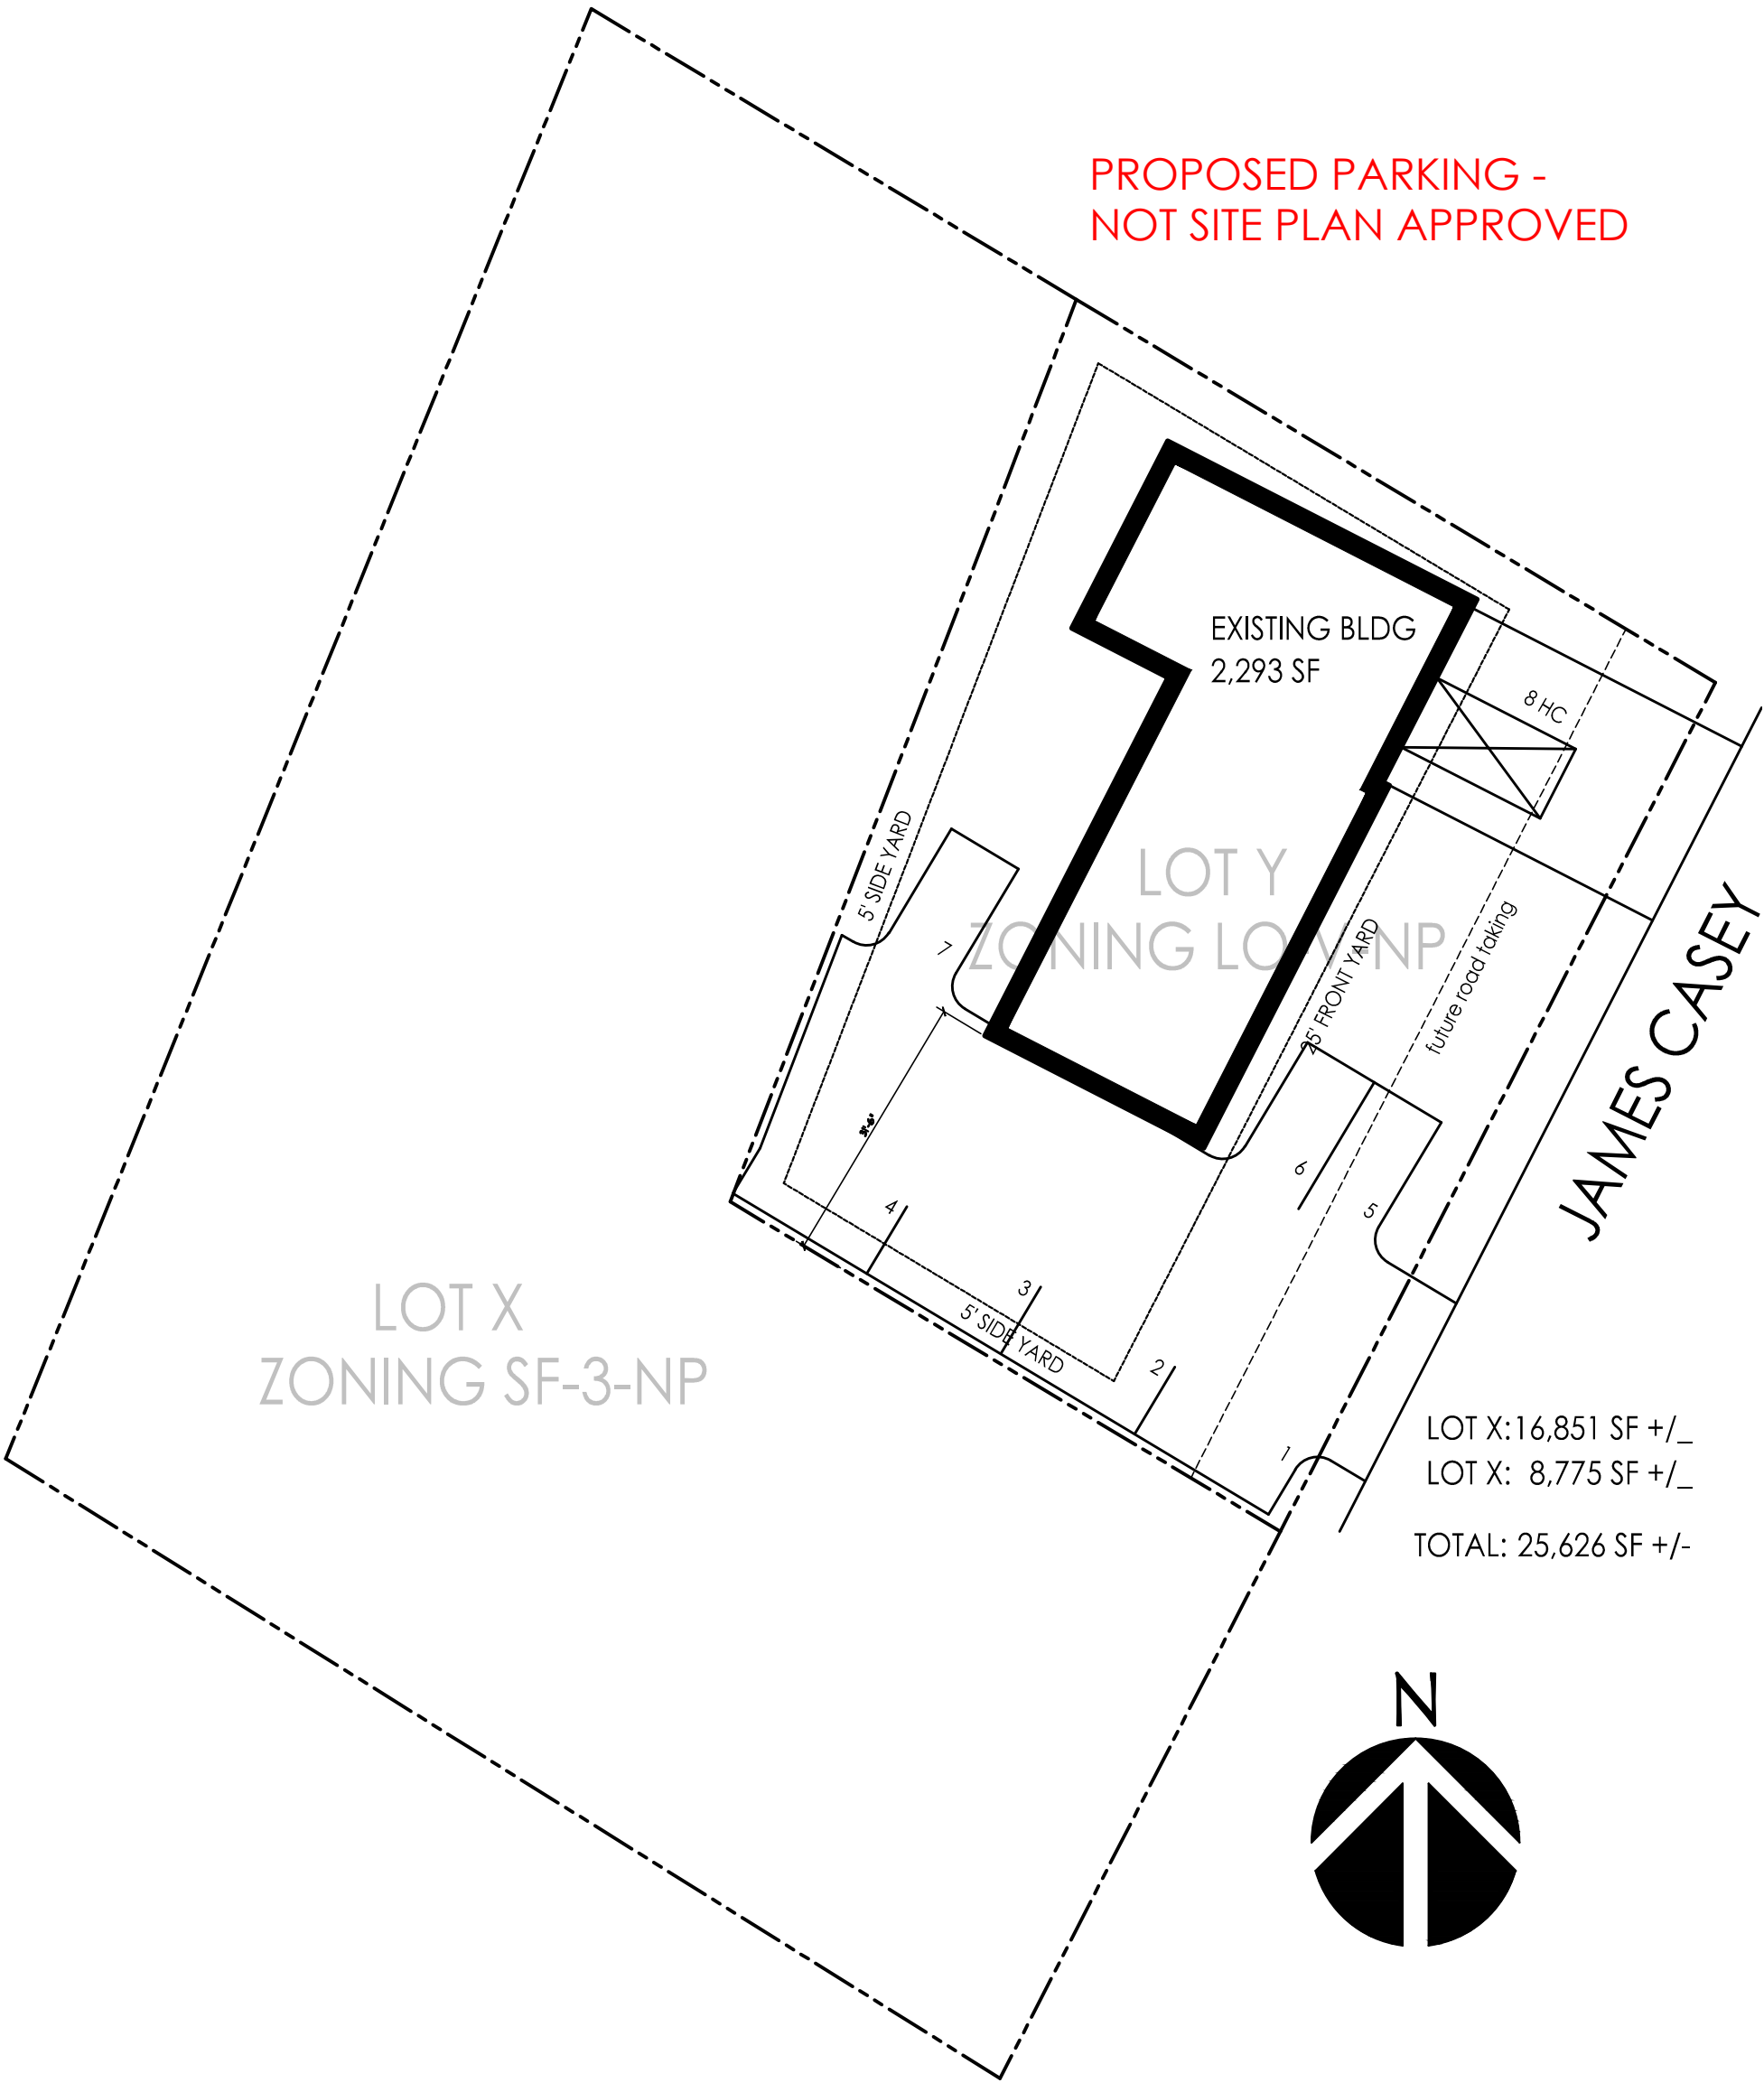 PROPOSED PARKING -
NOT SITE PLAN APPROVED
EXISTING BLDG
2,293 SF
8 HC
5' SIDE YARD
LOT Y
ZONING LO-V-NP
7
25' FRONT YARD
future road taking
JAMES CASEY
6
5
4
3
5' SIDE YARD
2
1
LOT X
ZONING SF-3-NP
LOT X:16,851 SF +/_
LOT X: 8,775 SF +/_
TOTAL: 25,626 SF +/-
N